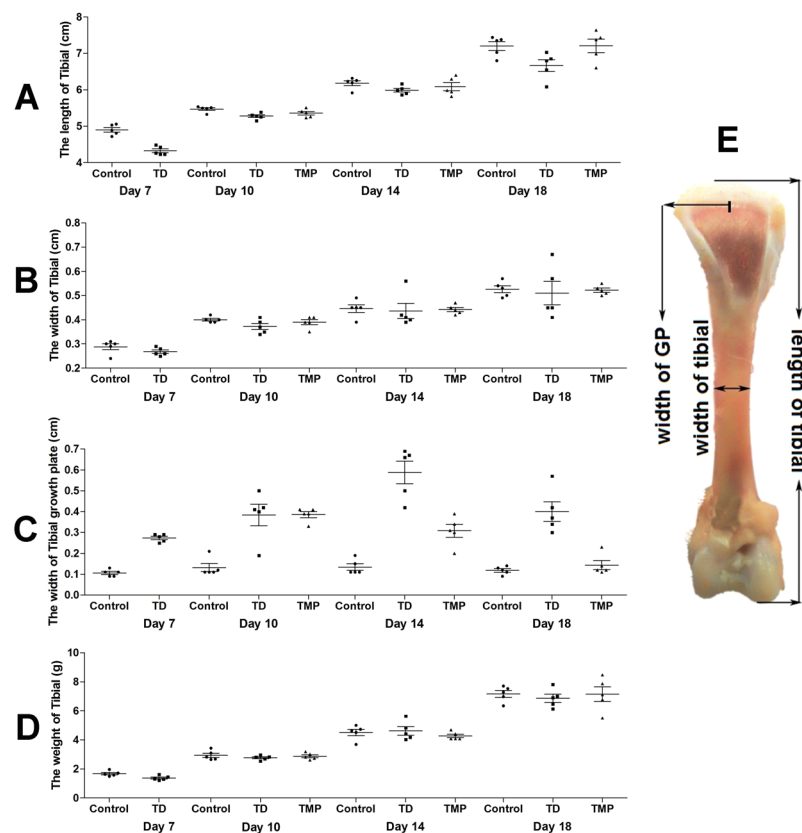 A
The length of Tibial (cm)
8
7
6
5
4
Control TD Control TD TMP Control TD TMP Control TD TMP
Day 7 Day 10 Day 14 Day 18
B
The width of Tibial (cm)
0.8
0.7
0.6
0.5
0.4
0.3
0.2
Control TD Control TD TMP Control TD TMP Control TD TMP
Day 7 Day 10 Day 14 Day 18
C
The width of Tibial growth plate (cm)
0.7
0.6
0.5
0.4
0.3
0.2
0.1
0.0
Control TD Control TD TMP Control TD TMP Control TD TMP
Day 7 Day 10 Day 14 Day 18
D
The weight of Tibial (g)
10
8
6
4
2
0
Control TD Control TD TMP Control TD TMP Control TD TMP
Day 7 Day 10 Day 14 Day 18
E
width of GP
width of tibial
length of tibial